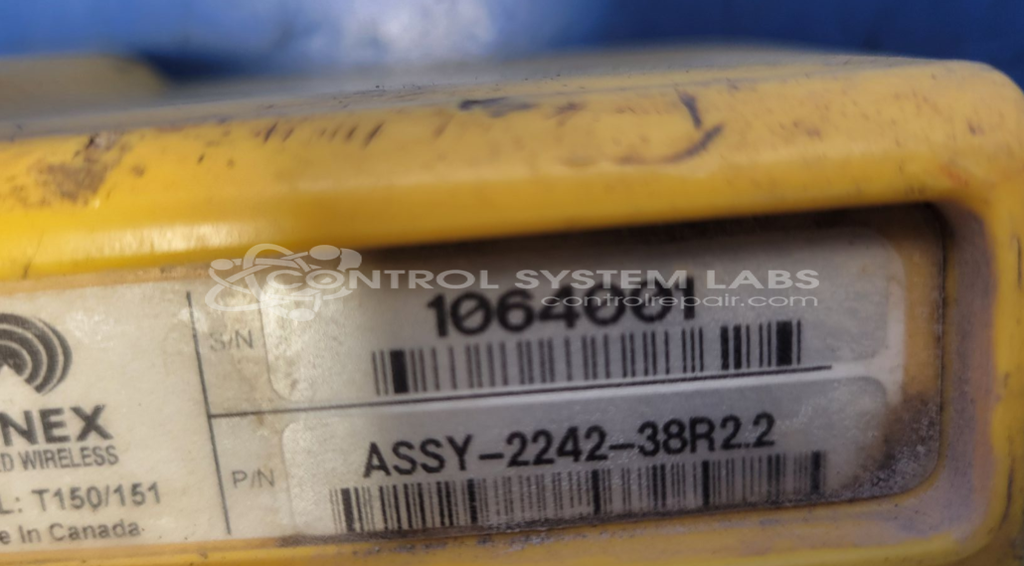 CONTROL SYSTEM LABS
controlrepair.com
S/N
1064001
NEX
D WIRELESS
L: T150/151
e In Canada
P/N
ASSY-2242-38R2.2